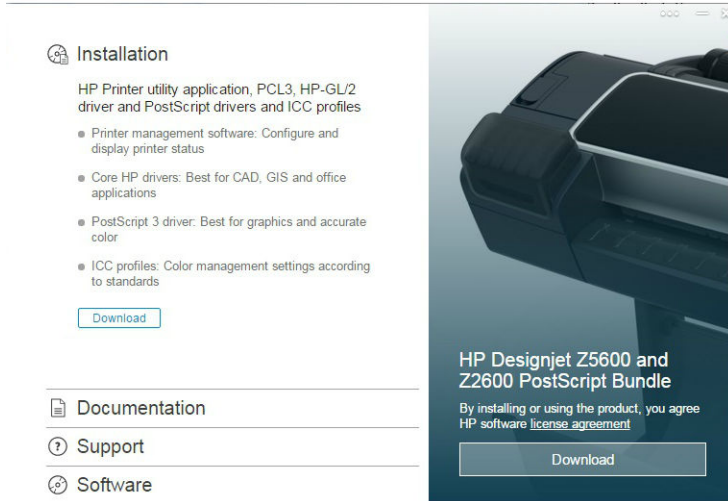 Installation
HP Printer utility application, PCL3, HP-GL/2
driver and PostScript drivers and ICC profiles
Printer management software: Configure and
display printer status
Core HP drivers: Best for CAD, GIS and office
applications
PostScript 3 driver: Best for graphics and accurate
color
ICC profiles: Color management settings according
to standards
Download
Documentation
Support
Software
HP Designjet Z5600 and
Z2600 PostScript Bundle
By installing or using the product, you agree
HP software license agreement
Download